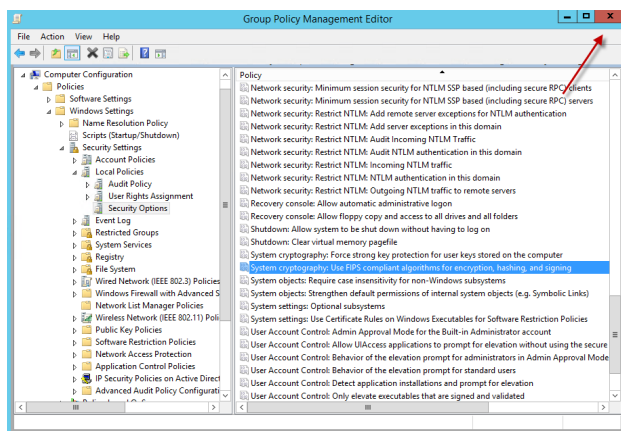 Group Policy Management Editor
File Action View Help
Computer Configuration
Policies
Software Settings
Windows Settings
Name Resolution Policy
Scripts (Startup/Shutdown)
Security Settings
Account Policies
Local Policies
Audit Policy
User Rights Assignment
Security Options
Event Log
Restricted Groups
System Services
Registry
File System
Wired Network (IEEE 802.3) Policies
Windows Firewall with Advanced S
Network List Manager Policies
Wireless Network (IEEE 802.11) Poli
Public Key Policies
Software Restriction Policies
Network Access Protection
Application Control Policies
IP Security Policies on Active Direct
Advanced Audit Policy Configurati
Policy
Network security: Minimum session security for NTLM SSP based (including secure RPC) clients
Network security: Minimum session security for NTLM SSP based (including secure RPC) servers
Network security: Restrict NTLM: Add remote server exceptions for NTLM authentication
Network security: Restrict NTLM: Add server exceptions in this domain
Network security: Restrict NTLM: Audit Incoming NTLM Traffic
Network security: Restrict NTLM: Audit NTLM authentication in this domain
Network security: Restrict NTLM: Incoming NTLM traffic
Network security: Restrict NTLM: NTLM authentication in this domain
Network security: Restrict NTLM: Outgoing NTLM traffic to remote servers
Recovery console: Allow automatic administrative logon
Recovery console: Allow floppy copy and access to all drives and all folders
Shutdown: Allow system to be shut down without having to log on
Shutdown: Clear virtual memory pagefile
System cryptography: Force strong key protection for user keys stored on the computer
System cryptography: Use FIPS compliant algorithms for encryption, hashing, and signing
System objects: Require case insensitivity for non-Windows subsystems
System objects: Strengthen default permissions of internal system objects (e.g. Symbolic Links)
System settings: Optional subsystems
System settings: Use Certificate Rules on Windows Executables for Software Restriction Policies
User Account Control: Admin Approval Mode for the Built-in Administrator account
User Account Control: Allow UIAccess applications to prompt for elevation without using the secure
User Account Control: Behavior of the elevation prompt for administrators in Admin Approval Mode
User Account Control: Behavior of the elevation prompt for standard users
User Account Control: Detect application installations and prompt for elevation
User Account Control: Only elevate executables that are signed and validated